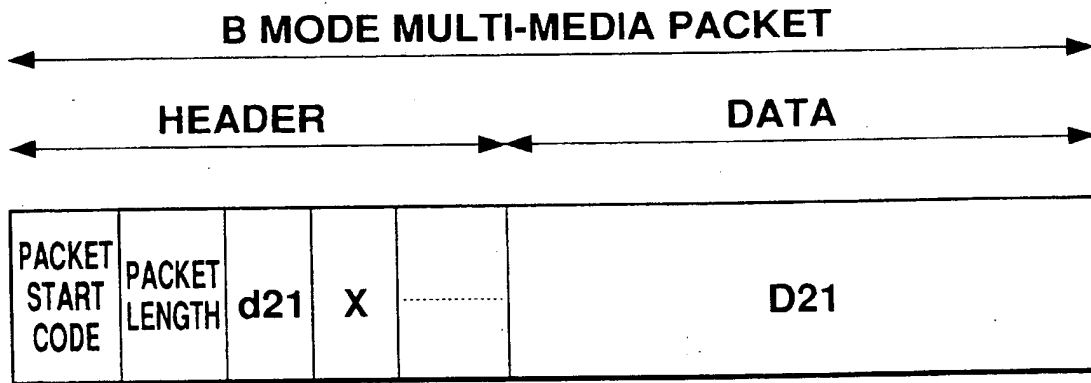 B MODE MULTI-MEDIA PACKET
HEADER
DATA
PACKET
START
CODE
PACKET
LENGTH
d21
X
D21